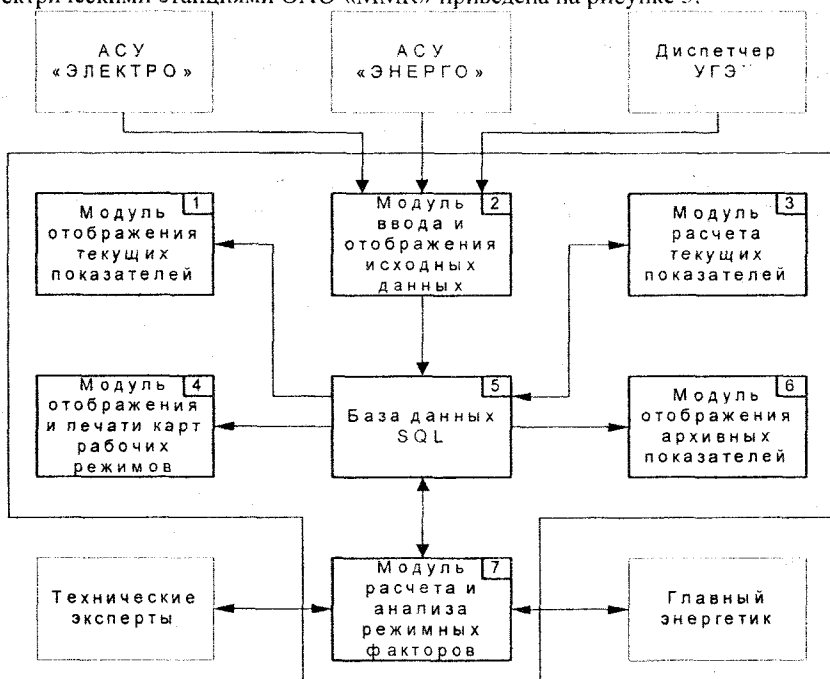 электрическими станциями ОАО «ММК» приведена на рисунке 3.
АСУ
«ЭЛЕКТРО»
АСУ
«ЭНЕРГО»
Диспетчер
УГЭ
1
Модуль
отображения
текущих
показателей
2
Модуль
ввода и
отображения
исходных
данных
3
Модуль
расчета
текущих
показателей
4
Модуль
отображения
и печати карт
рабочих
режимов
5
База данных
SQL
6
Модуль
отображения
архивных
показателей
Технические
эксперты
7
Модуль
расчета и
анализа
режимных
факторов
Главный
энергетик